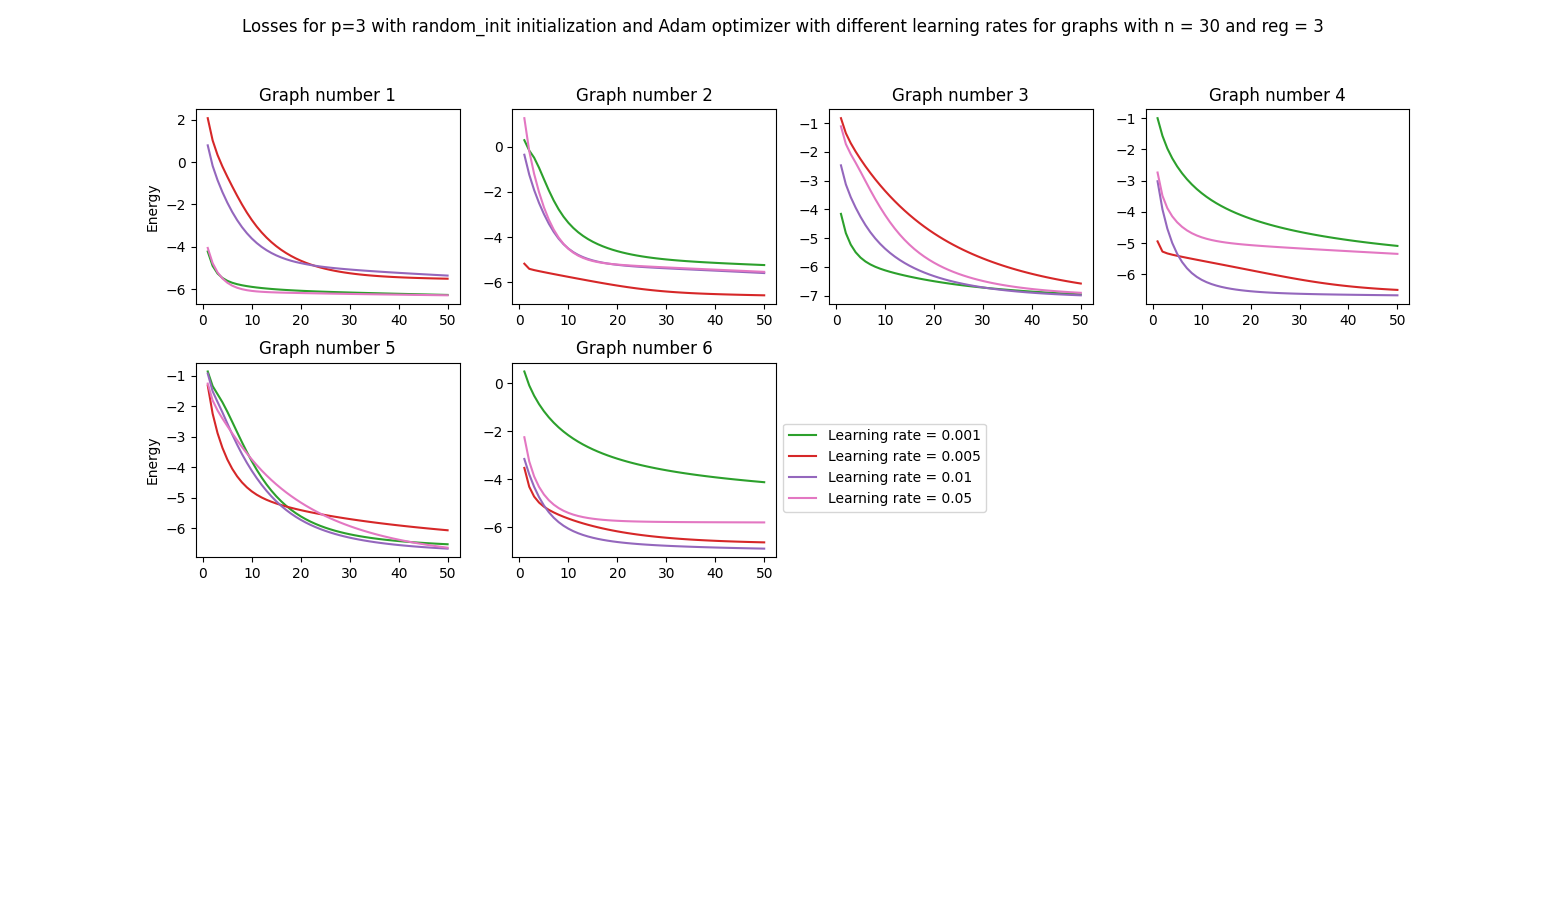 Losses for p=3 with random_init initialization and Adam optimizer with different learning rates for graphs with n = 30 and reg = 3
Graph number 1
Graph number 2
Graph number 3
Graph number 4
Energy
2
0
−2
−4
−6
0 10 20 30 40 50
0
−2
−4
−6
0 10 20 30 40 50
−1
−2
−3
−4
−5
−6
−7
0 10 20 30 40 50
−1
−2
−3
−4
−5
−6
0 10 20 30 40 50
Graph number 5
Graph number 6
Energy
−1
−2
−3
−4
−5
−6
0 10 20 30 40 50
0
−2
−4
−6
0 10 20 30 40 50
Learning rate = 0.001
Learning rate = 0.005
Learning rate = 0.01
Learning rate = 0.05